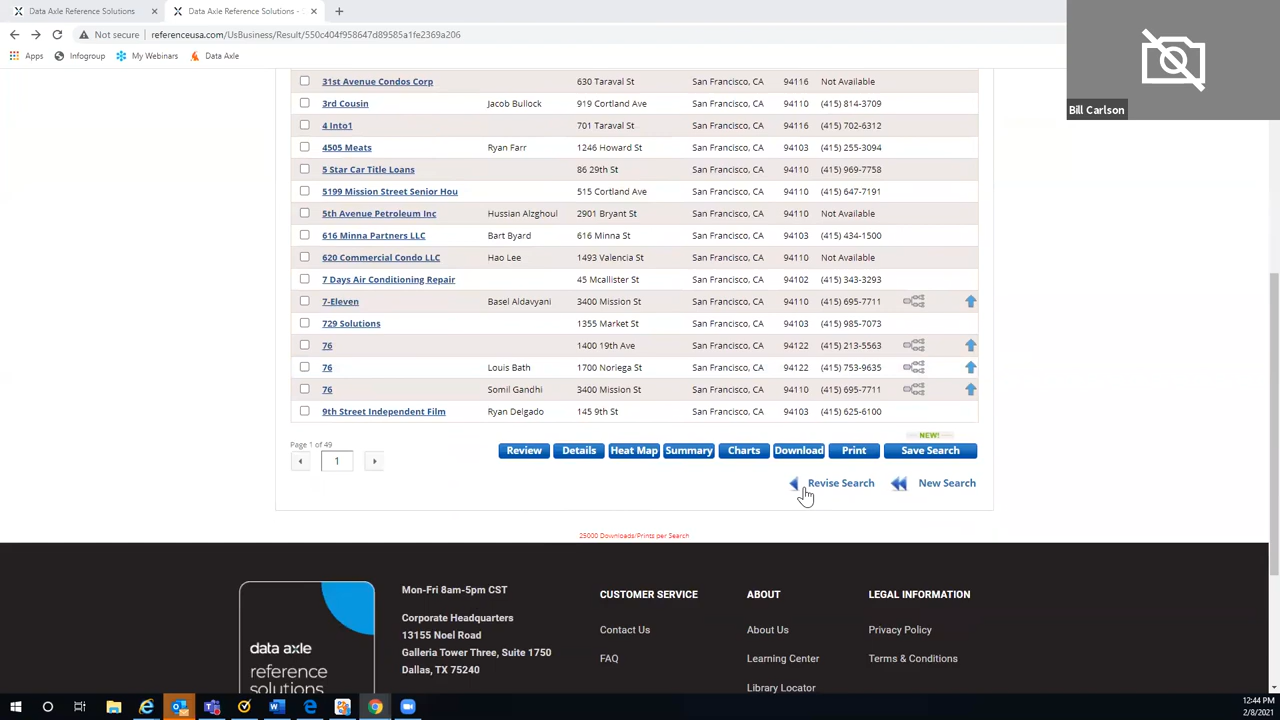 Data Axle Reference Solutions
Data Axle Reference Solutions -
Not secure referenceusa.com/UsBusiness/Result/550c404f958647d89585a1fe2369a206
Apps Infogroup My Webinars Data Axle
Bill Carlson
31st Avenue Condos Corp 630 Taraval St San Francisco, CA 94116 Not Available
3rd Cousin Jacob Bullock 919 Cortland Ave San Francisco, CA 94110 (415) 814-3709
4 Into1 701 Taraval St San Francisco, CA 94116 (415) 702-6312
4505 Meats Ryan Farr 1246 Howard St San Francisco, CA 94103 (415) 255-3094
5 Star Car Title Loans 86 29th St San Francisco, CA 94110 (415) 969-7758
5199 Mission Street Senior Hou 515 Cortland Ave San Francisco, CA 94110 (415) 647-7191
5th Avenue Petroleum Inc Hussian Alzghoul 2901 Bryant St San Francisco, CA 94110 Not Available
616 Minna Partners LLC Bart Byard 616 Minna St San Francisco, CA 94103 (415) 434-1500
620 Commercial Condo LLC Hao Lee 1493 Valencia St San Francisco, CA 94110 Not Available
7 Days Air Conditioning Repair 45 Mcallister St San Francisco, CA 94102 (415) 343-3293
7-Eleven Basel Aldavyani 3400 Mission St San Francisco, CA 94110 (415) 695-7711
729 Solutions 1355 Market St San Francisco, CA 94103 (415) 985-7073
76 1400 19th Ave San Francisco, CA 94122 (415) 213-5563
76 Louis Bath 1700 Noriega St San Francisco, CA 94122 (415) 753-9635
76 Somil Gandhi 3400 Mission St San Francisco, CA 94110 (415) 695-7711
9th Street Independent Film Ryan Delgado 145 9th St San Francisco, CA 94103 (415) 625-6100
NEW!
Page 1 of 49
1
Review Details Heat Map Summary Charts Download Print Save Search
Revise Search New Search
25000 Downloads/Prints per Search
data axle
reference
solutions
Mon-Fri 8am-5pm CST
Corporate Headquarters
13155 Noel Road
Galleria Tower Three, Suite 1750
Dallas, TX 75240
CUSTOMER SERVICE
Contact Us
FAQ
ABOUT
About Us
Learning Center
Library Locator
LEGAL INFORMATION
Privacy Policy
Terms & Conditions
12:44 PM
2/8/2021